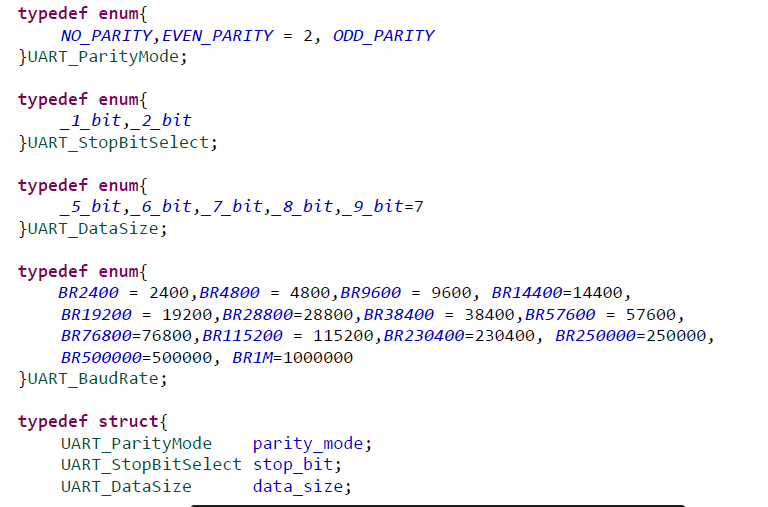 typedef enum{
NO_PARITY,EVEN_PARITY = 2, ODD_PARITY
}UART_ParityMode;
typedef enum{
_1_bit,_2_bit
}UART_StopBitSelect;
typedef enum{
_5_bit,_6_bit,_7_bit,_8_bit,_9_bit=7
}UART_DataSize;
typedef enum{
BR2400 = 2400,BR4800 = 4800,BR9600 = 9600, BR14400=14400,
BR19200 = 19200,BR28800=28800,BR38400 = 38400,BR57600 = 57600,
BR76800=76800,BR115200 = 115200,BR230400=230400, BR250000=250000,
BR500000=500000, BR1M=1000000
}UART_BaudRate;
typedef struct{
UART_ParityMode    parity_mode;
UART_StopBitSelect stop_bit;
UART_DataSize      data_size;